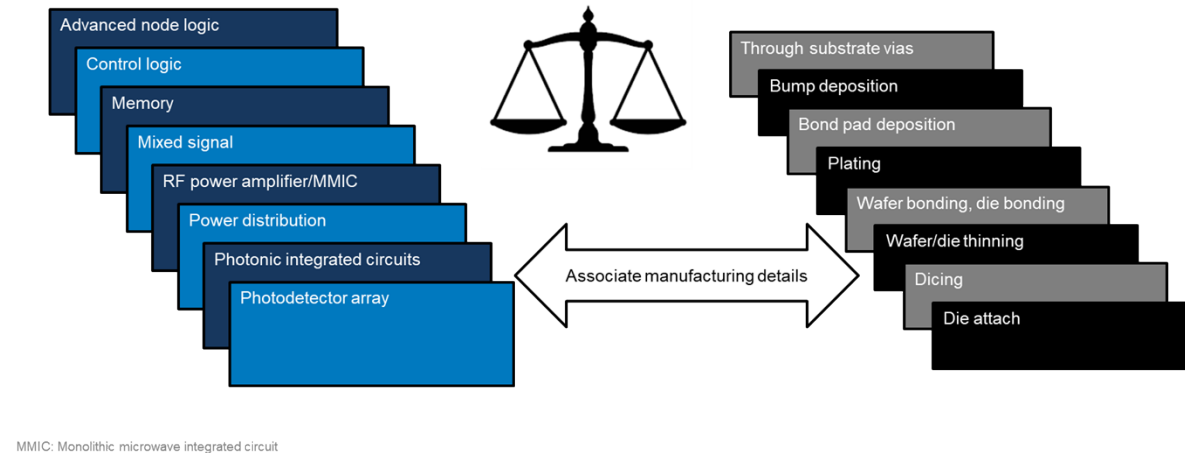 Advanced node logic
Control logic
Memory
Mixed signal
RF power amplifier/MMIC
Power distribution
Photonic integrated circuits
Photodetector array
Associate manufacturing details
Through substrate vias
Bump deposition
Bond pad deposition
Plating
Wafer bonding, die bonding
Wafer/die thinning
Dicing
Die attach
MMIC: Monolithic microwave integrated circuit